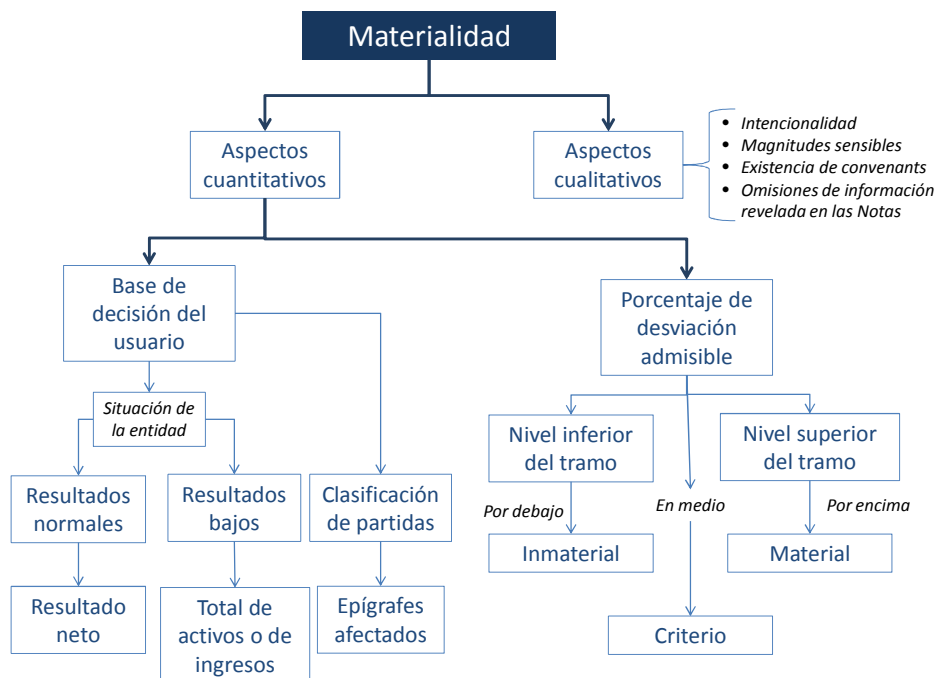 Materialidad
Aspectos
cuantitativos
Aspectos
cualitativos
• Intencionalidad
• Magnitudes sensibles
• Existencia de convenants
• Omisiones de información
revelada en las Notas
Base de
decisión del
usuario
Porcentaje de
desviación
admisible
Situación de
la entidad
Nivel inferior
del tramo
Nivel superior
del tramo
Resultados
normales
Resultados
bajos
Clasificación
de partidas
Por debajo
En medio
Por encima
Inmaterial
Material
Resultado
neto
Total de
activos o de
ingresos
Epígrafes
afectados
Criterio